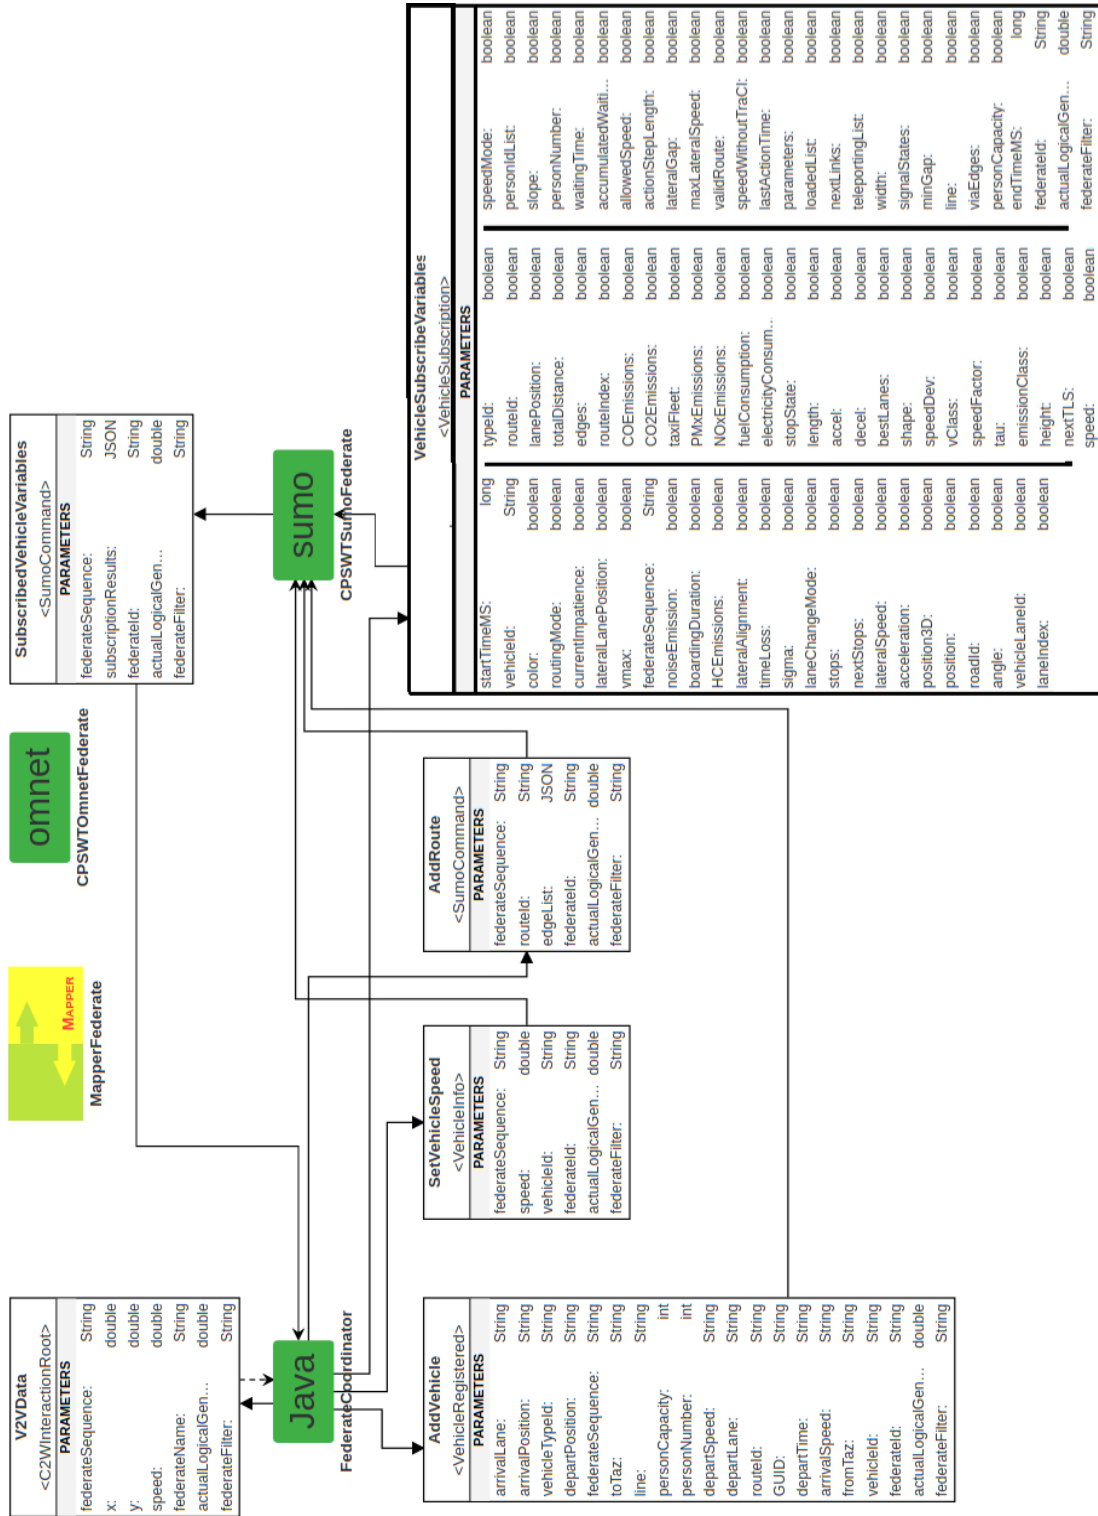 V2VData
<C2WInteractionRoot>
PARAMETERS
federateSequence: String
x: double
y: double
speed: double
federateName: String
actualLogicalGen... double
federateFilter: String
MAPPER
MapperFederate
omnet
CPSWTOmnetFederate
SubscribedVehicleVariables
<SumoCommand>
PARAMETERS
federateSequence: String
subscriptionResults: JSON
federateId: String
actualLogicalGen... double
federateFilter: String
Java
FederateCoordinator
sumo
CPSWTSumoFederate
AddVehicle
<VehicleRegistered>
PARAMETERS
arrivalLane: String
arrivalPosition: String
vehicleTypeId: String
departPosition: String
federateSequence: String
toTaz: String
line: String
personCapacity: int
personNumber: int
departSpeed: String
departLane: String
routeId: String
GUID: String
departTime: String
arrivalSpeed: String
fromTaz: String
vehicleId: String
federateId: String
actualLogicalGen... double
federateFilter: String
SetVehicleSpeed
<VehicleInfo>
PARAMETERS
federateSequence: String
speed: double
vehicleId: String
federateId: String
actualLogicalGen... double
federateFilter: String
AddRoute
<SumoCommand>
PARAMETERS
federateSequence: String
routeId: String
edgeList: JSON
federateId: String
actualLogicalGen... double
federateFilter: String
VehicleSubscribeVariables
<VehicleSubscription>
PARAMETERS
startTimeMS: long
vehicleId: String
color: boolean
routingMode: boolean
currentImpatience: boolean
lateralLanePosition: boolean
vmax: boolean
federateSequence: String
noiseEmission: boolean
boardingDuration: boolean
HCEmissions: boolean
lateralAlignment: boolean
timeLoss: boolean
sigma: boolean
laneChangeMode: boolean
stops: boolean
nextStops: boolean
lateralSpeed: boolean
acceleration: boolean
position3D: boolean
position: boolean
roadId: boolean
angle: boolean
vehicleLaneId: boolean
laneIndex: boolean
typeId: boolean
routeId: boolean
lanePosition: boolean
totalDistance: boolean
edges: boolean
routeIndex: boolean
COEmissions: boolean
CO2Emissions: boolean
taxiFleet: boolean
PMxEmissions: boolean
NOxEmissions: boolean
fuelConsumption: boolean
electricityConsum... boolean
stopState: boolean
length: boolean
accel: boolean
decel: boolean
bestLanes: boolean
shape: boolean
speedDev: boolean
vClass: boolean
speedFactor: boolean
tau: boolean
emissionClass: boolean
height: boolean
nextTLS: boolean
speed: boolean
speedMode: boolean
personIdList: boolean
slope: boolean
personNumber: boolean
waitingTime: boolean
accumulatedWaiti... boolean
allowedSpeed: boolean
actionStepLength: boolean
lateralGap: boolean
maxLateralSpeed: boolean
validRoute: boolean
speedWithoutTraCI: boolean
lastActionTime: boolean
parameters: boolean
loadedList: boolean
nextLinks: boolean
teleportingList: boolean
width: boolean
signalStates: boolean
minGap: boolean
line: boolean
viaEdges: boolean
personCapacity: boolean
endTimeMS: long
federateId: String
actualLogicalGen... double
federateFilter: String